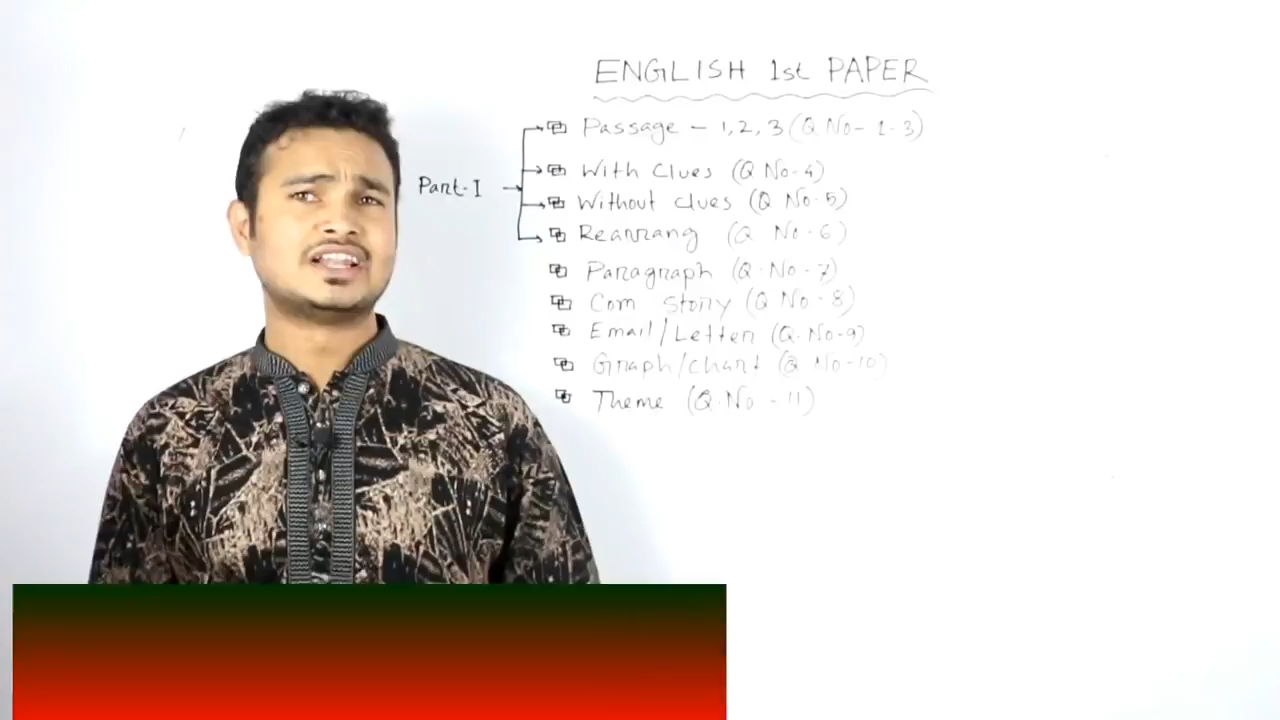 ENGLISH 1st PAPER
Passage - 1, 2, 3 (Q No- 1-3)
With Clues (Q No-4)
Part-I
Without clues (Q No-5)
Rearrang (Q No-6)
Paragraph (Q. No-7)
Com story (Q No-8)
Email/Letter (Q. No-9)
Graph/chart (Q No-10)
Theme (Q. No-11)